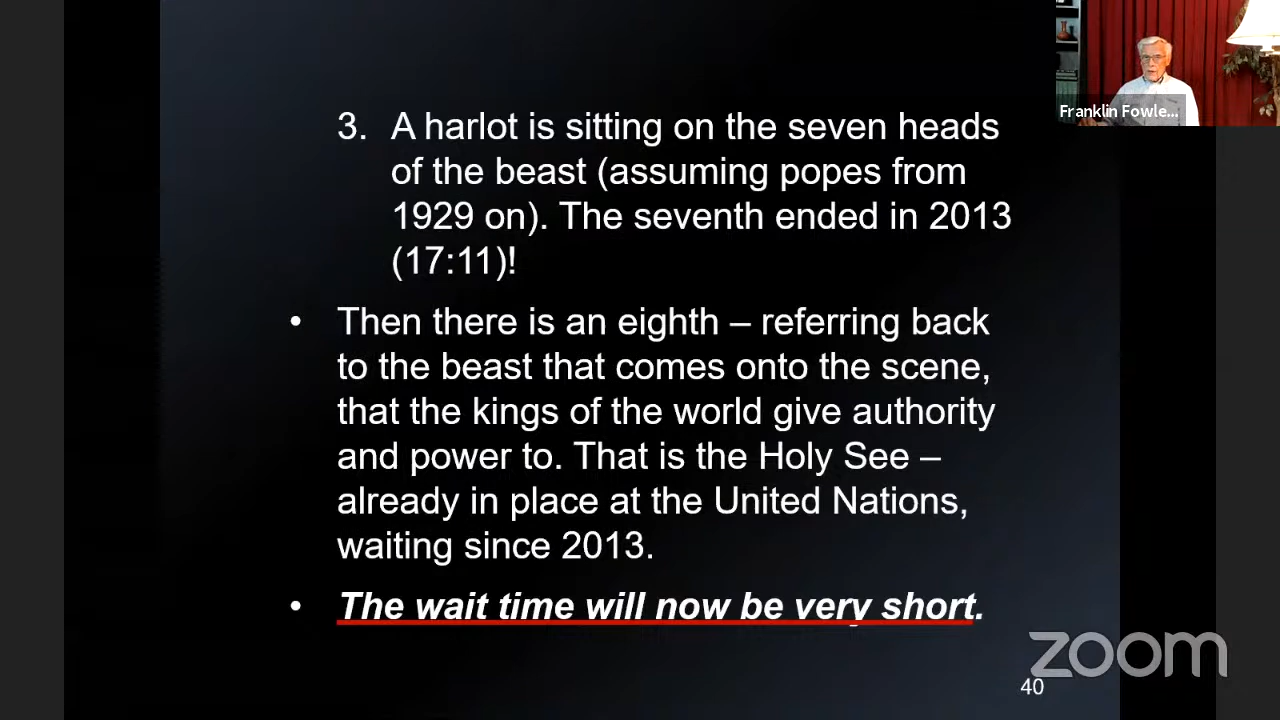 Franklin Fowle...
3. A harlot is sitting on the seven heads
of the beast (assuming popes from
1929 on). The seventh ended in 2013
(17:11)!
• Then there is an eighth – referring back
to the beast that comes onto the scene,
that the kings of the world give authority
and power to. That is the Holy See –
already in place at the United Nations,
waiting since 2013.
• The wait time will now be very short.
zoom
40